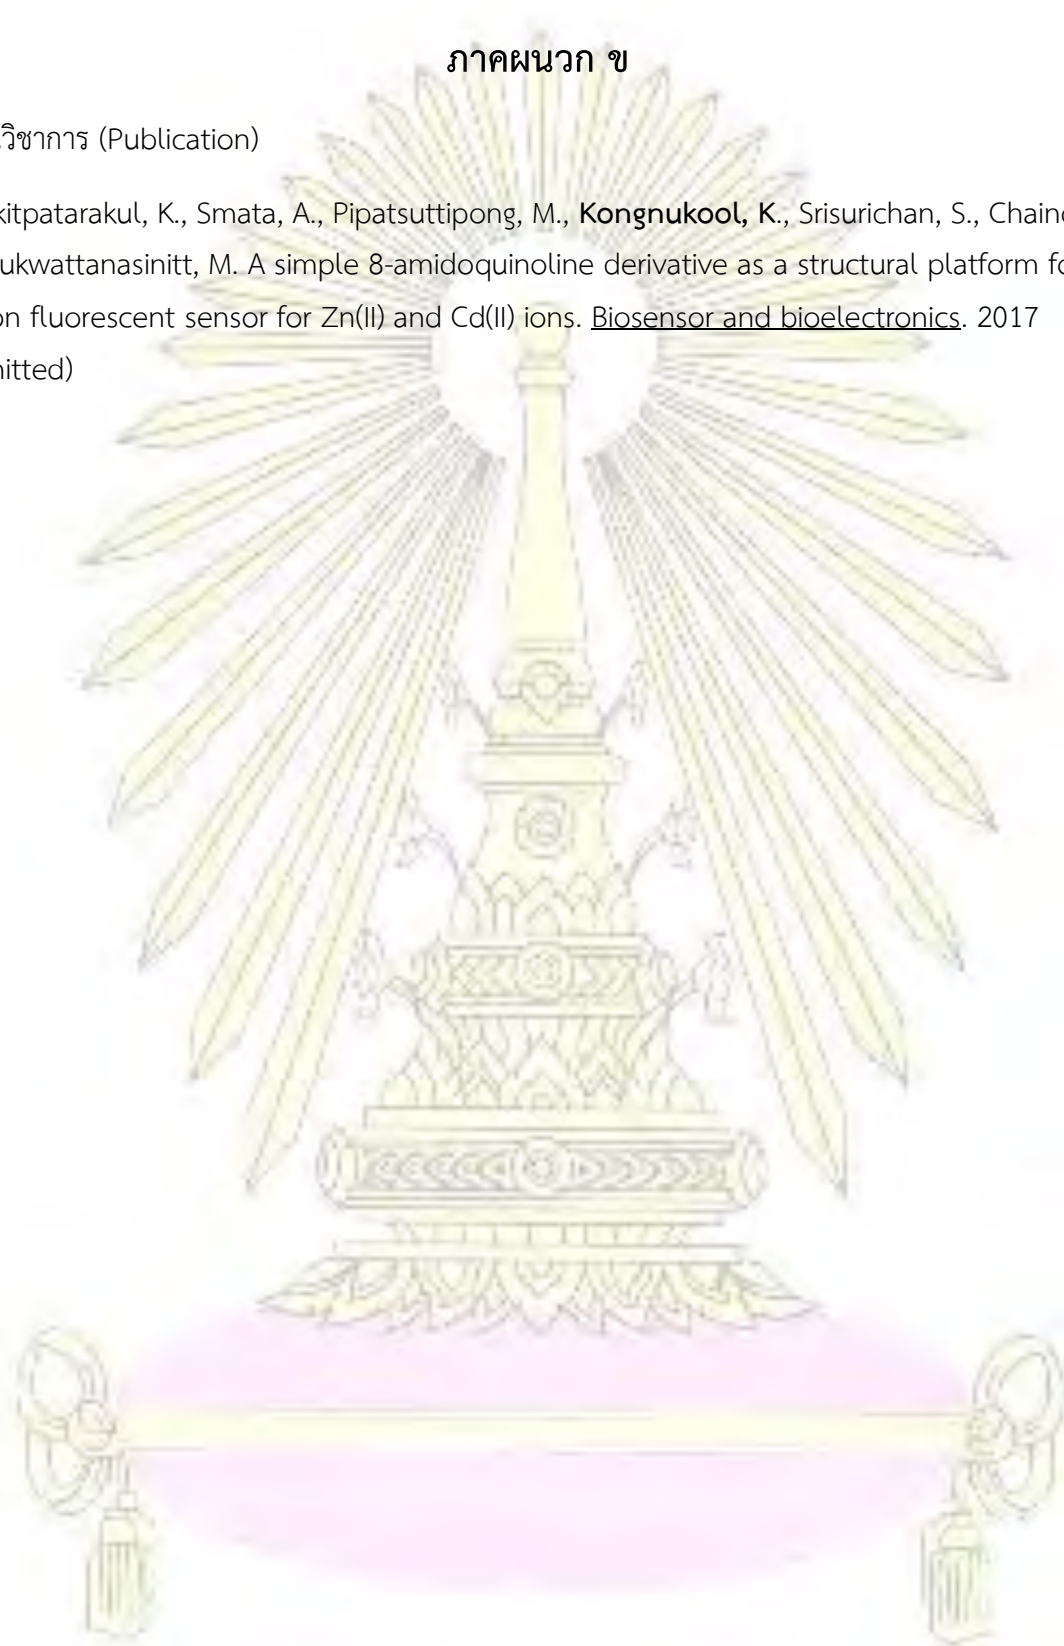 ภาคผนวก ข
วิชาการ (Publication)
kitpatarakul, K., Smata, A., Pipatsuttipong, M., Kongnukool, K., Srisurichan, S., Chaino
ukwattanasinitt, M. A simple 8-amidoquinoline derivative as a structural platform fo
on fluorescent sensor for Zn(II) and Cd(II) ions. Biosensor and bioelectronics. 2017
nitted)